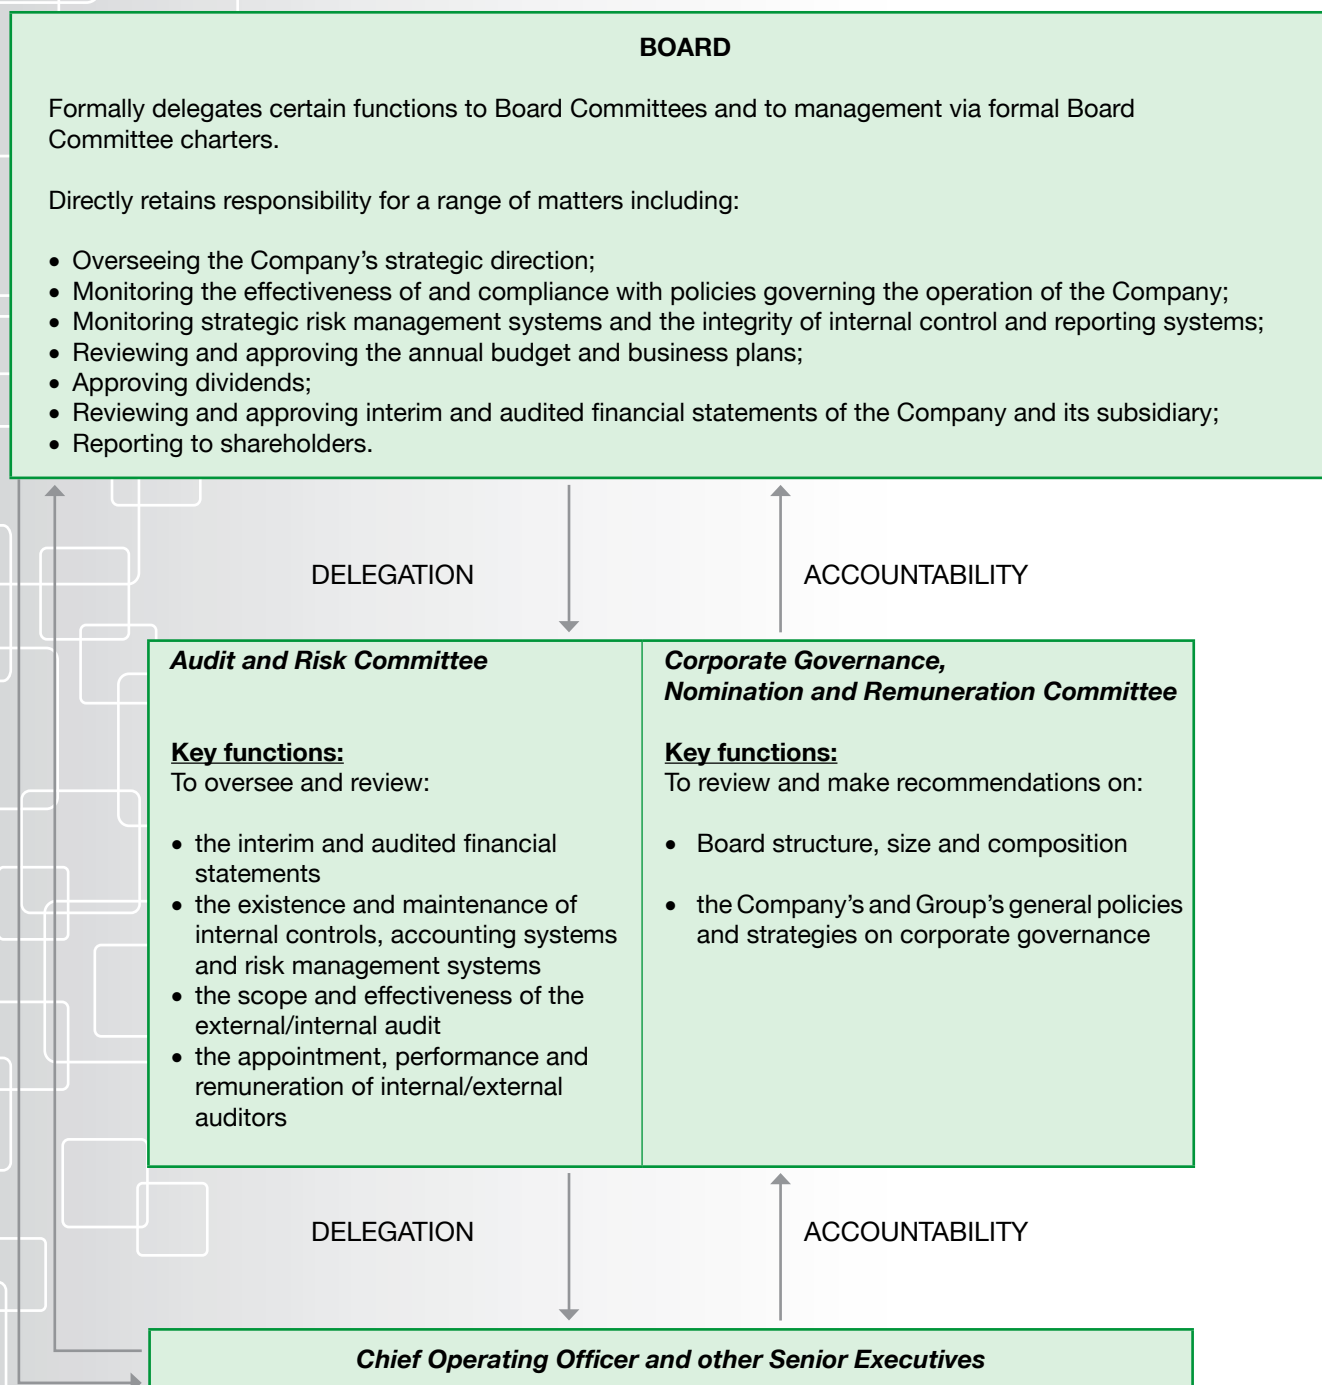 BOARD
Formally delegates certain functions to Board Committees and to management via formal Board
Committee charters.
Directly retains responsibility for a range of matters including:
• Overseeing the Company’s strategic direction;
• Monitoring the effectiveness of and compliance with policies governing the operation of the Company;
• Monitoring strategic risk management systems and the integrity of internal control and reporting systems;
• Reviewing and approving the annual budget and business plans;
• Approving dividends;
• Reviewing and approving interim and audited financial statements of the Company and its subsidiary;
• Reporting to shareholders.
DELEGATION
ACCOUNTABILITY
Audit and Risk Committee
Key functions:
To oversee and review:
• the interim and audited financial
statements
• the existence and maintenance of
internal controls, accounting systems
and risk management systems
• the scope and effectiveness of the
external/internal audit
• the appointment, performance and
remuneration of internal/external
auditors
Corporate Governance,
Nomination and Remuneration Committee
Key functions:
To review and make recommendations on:
• Board structure, size and composition
• the Company’s and Group’s general policies
and strategies on corporate governance
DELEGATION
ACCOUNTABILITY
Chief Operating Officer and other Senior Executives